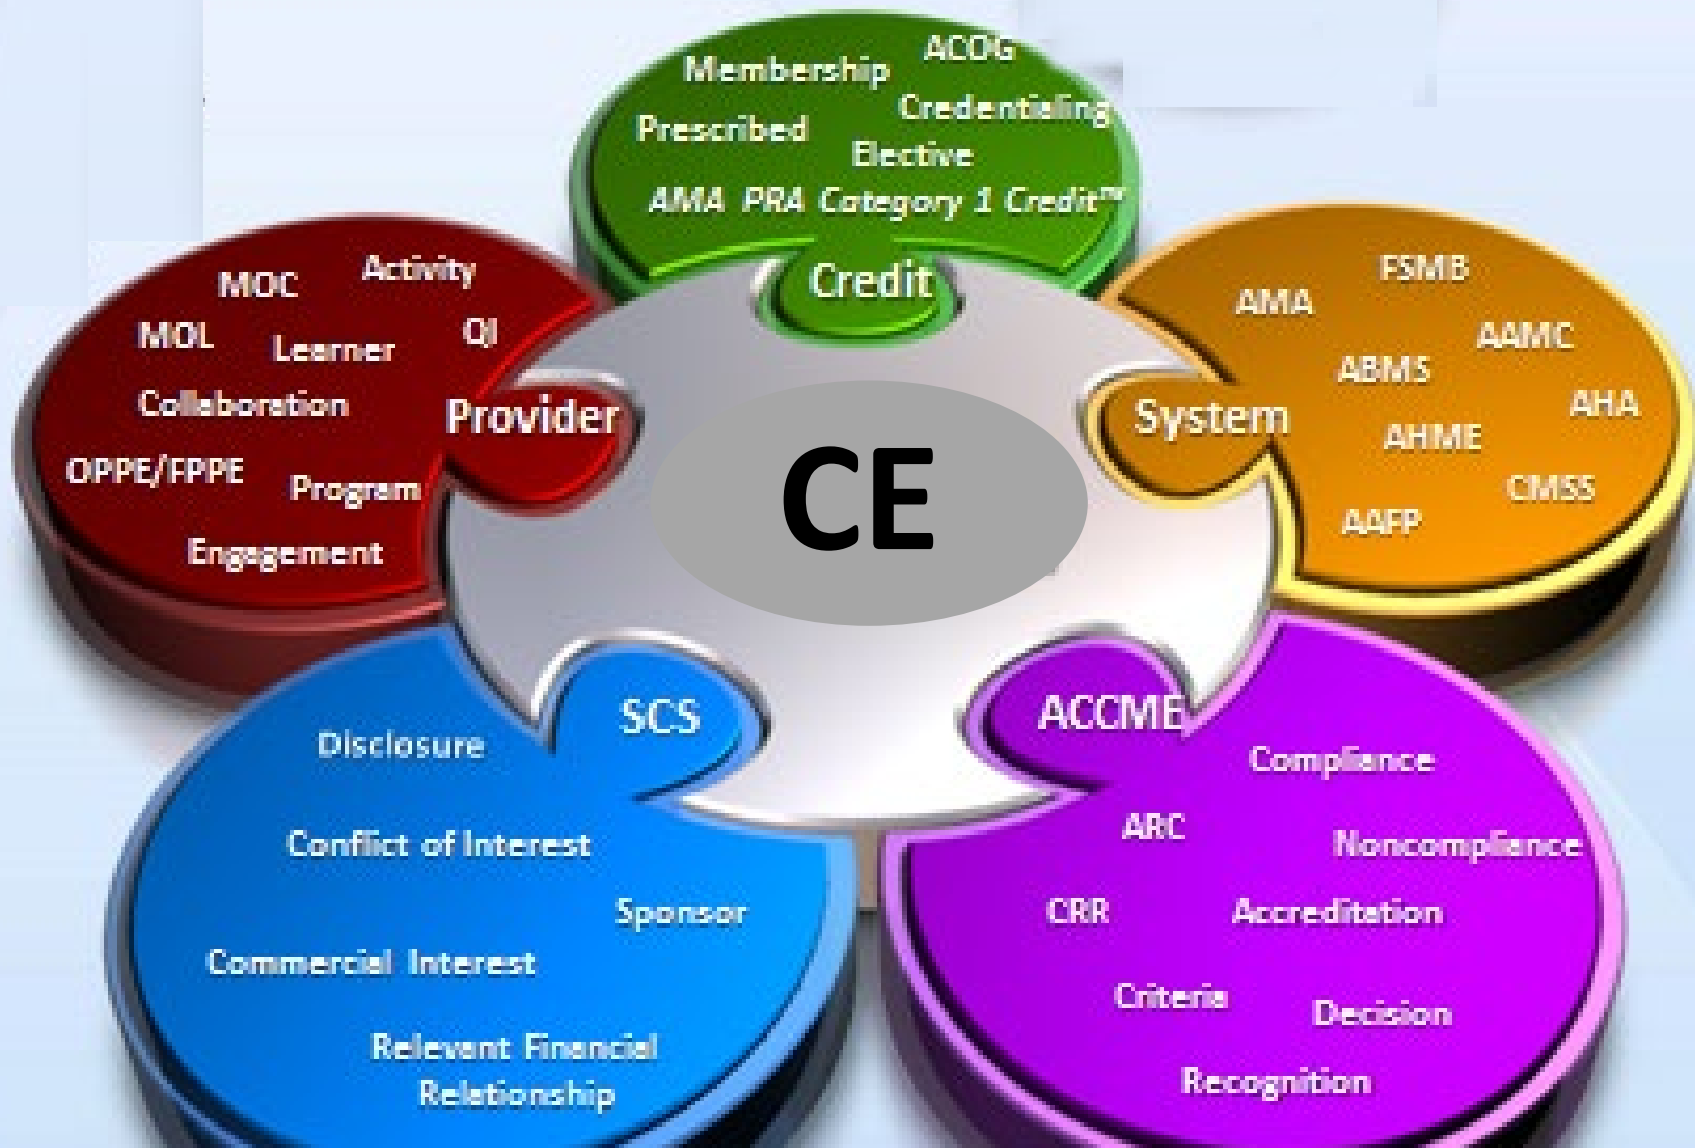 Membership
ACOG
Credentialing
Prescribed
Elective
AMA PRA Category 1 Credit™
Credit
MOC
Activity
MOL
Learner
QI
Collaboration
Provider
OPPE/FPPE
Program
Engagement
CE
FSMB
AMA
AAMC
ABMS
AHA
System
AHME
CMSS
AAFP
SCS
Disclosure
Conflict of Interest
Sponsor
Commercial Interest
Relevant Financial
Relationship
ACCME
Compliance
ARC
Noncompliance
CRR
Accreditation
Criteria
Decision
Recognition